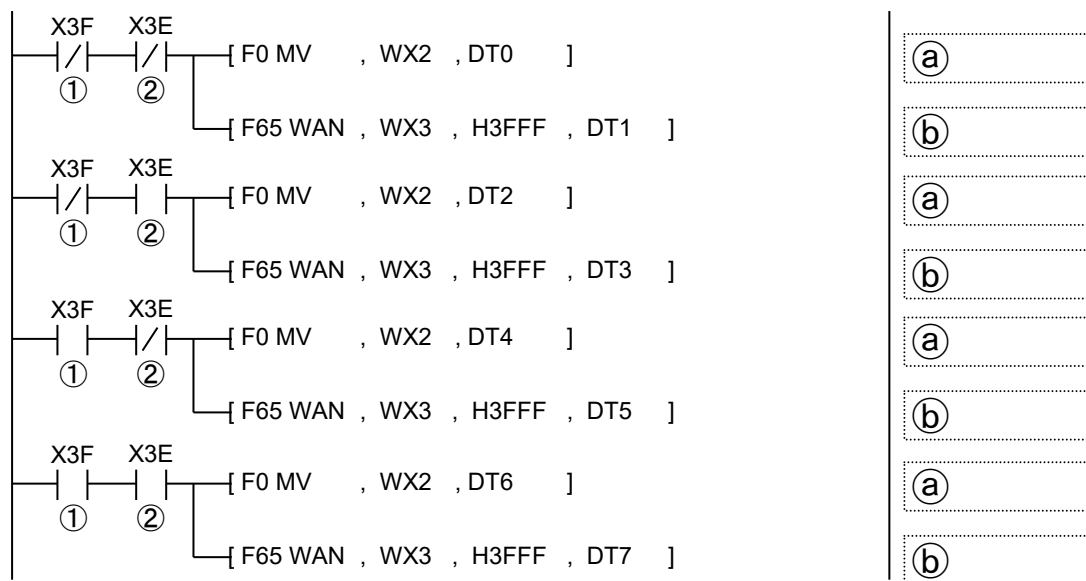 X3F X3E
[ F0 MV , WX2 , DT0 ] ⓐ
① ②
[ F65 WAN , WX3 , H3FFF , DT1 ] ⓑ
X3F X3E
[ F0 MV , WX2 , DT2 ] ⓐ
① ②
[ F65 WAN , WX3 , H3FFF , DT3 ] ⓑ
X3F X3E
[ F0 MV , WX2 , DT4 ] ⓐ
① ②
[ F65 WAN , WX3 , H3FFF , DT5 ] ⓑ
X3F X3E
[ F0 MV , WX2 , DT6 ] ⓐ
① ②
[ F65 WAN , WX3 , H3FFF , DT7 ] ⓑ